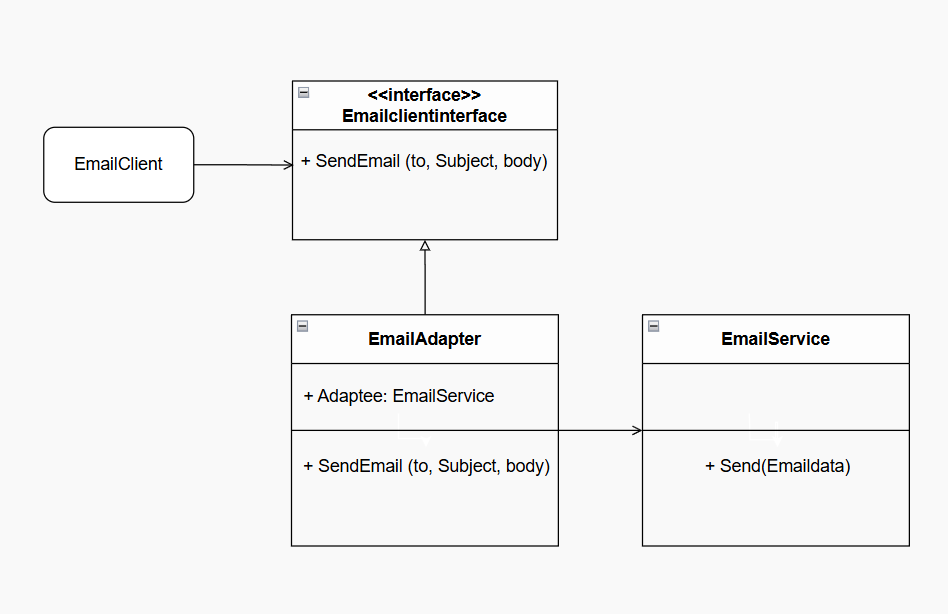 <<interface>>
Emailclientinterface
EmailClient
+ SendEmail (to, Subject, body)
EmailAdapter
EmailService
+ Adaptee: EmailService
+ SendEmail (to, Subject, body)
+ Send(Emaildata)